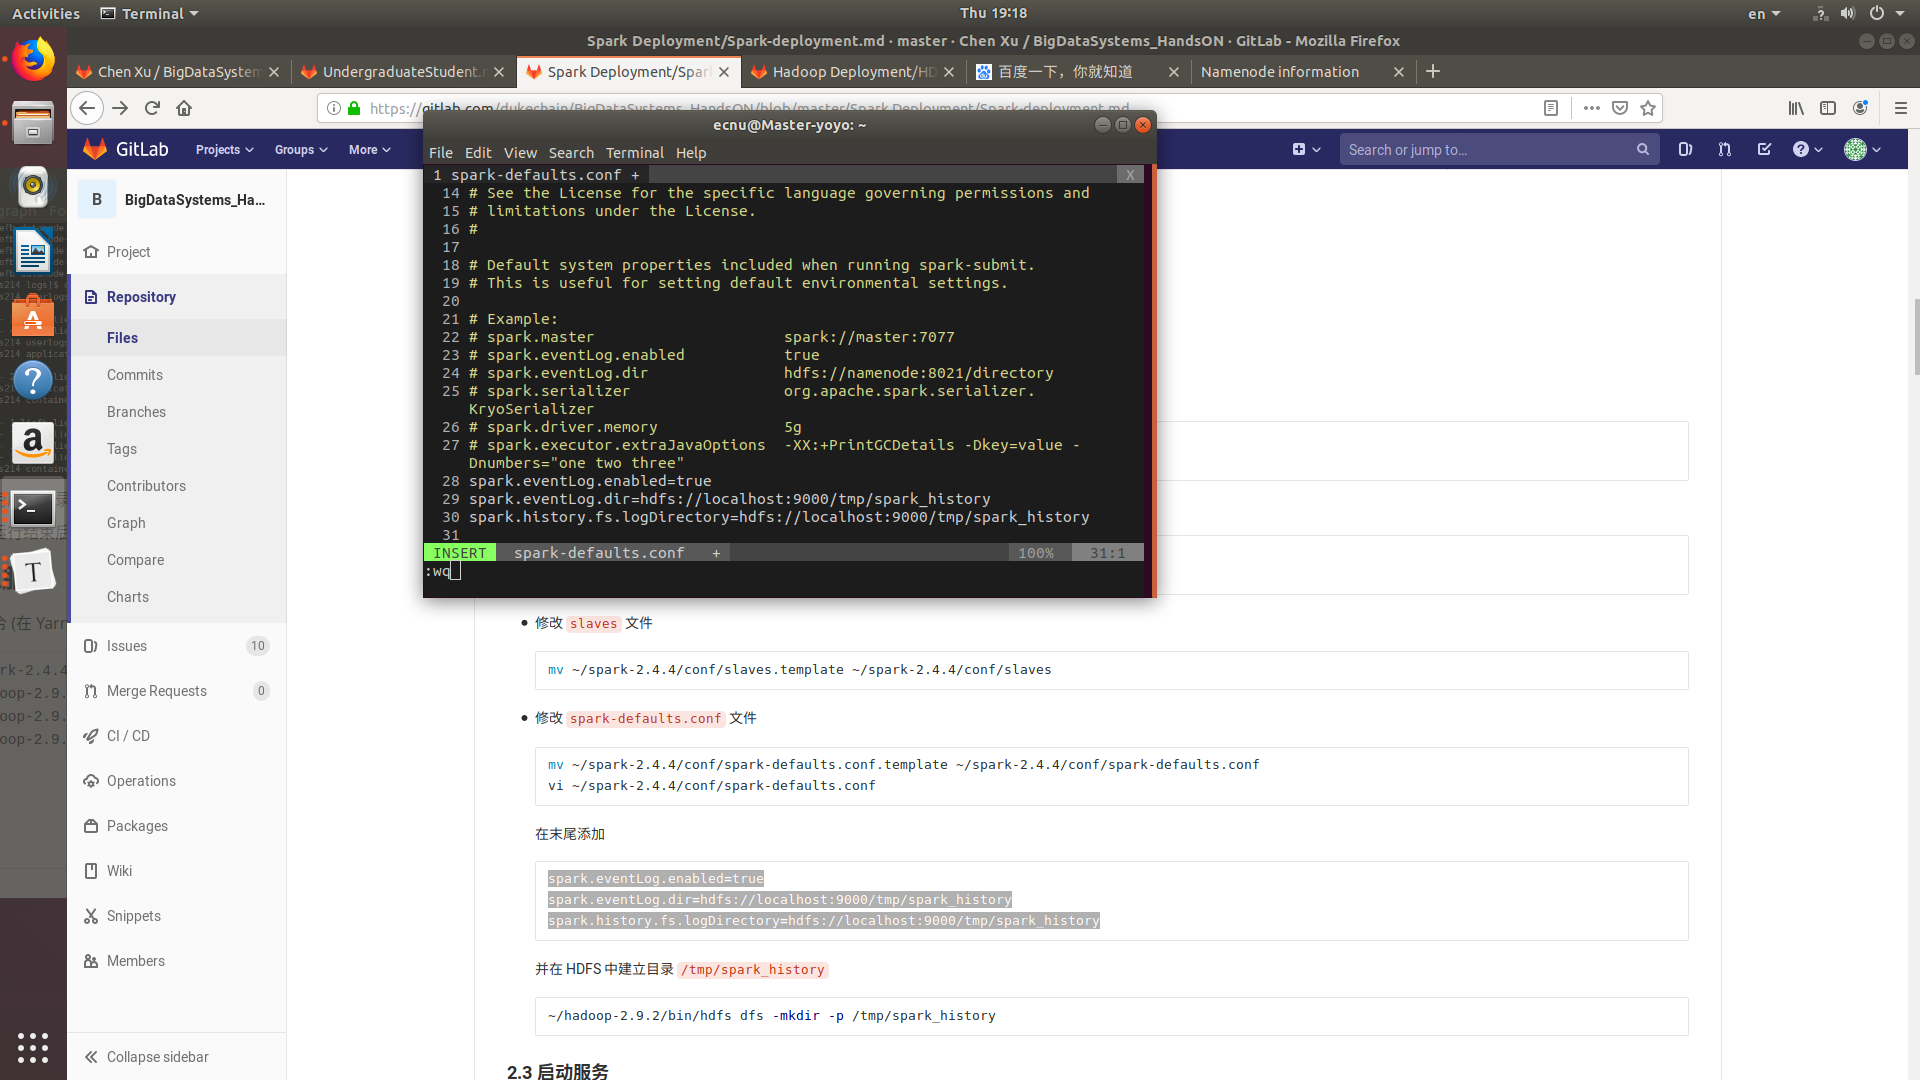 Activities
Terminal
Thu 19:18
en
Spark Deployment/Spark-deployment.md · master · Chen Xu / BigDataSystems_HandsON · GitLab - Mozilla Firefox
Chen Xu / BigDataSystem
UndergraduateStudent.
Spark Deployment/Spar
Hadoop Deployment/HD
百度一下，你就知道
Namenode information
https://gitlab.com/dukechain/BigDataSystems_HandsON/blob/master/Spark Deployment/Spark-deployment.md
GitLab
Projects
Groups
More
Search or jump to...
B
BigDataSystems_Ha...
Project
Repository
Files
Commits
Branches
Tags
Contributors
Graph
Compare
Charts
Issues 10
Merge Requests 0
CI / CD
Operations
Packages
Wiki
Snippets
Members
Collapse sidebar
ecnu@Master-yoyo: ~
File Edit View Search Terminal Help
1 spark-defaults.conf + X
14 # See the License for the specific language governing permissions and
15 # limitations under the License.
16 #
17
18 # Default system properties included when running spark-submit.
19 # This is useful for setting default environmental settings.
20
21 # Example:
22 # spark.master                     spark://master:7077
23 # spark.eventLog.enabled           true
24 # spark.eventLog.dir               hdfs://namenode:8021/directory
25 # spark.serializer                 org.apache.spark.serializer.
KryoSerializer
26 # spark.driver.memory              5g
27 # spark.executor.extraJavaOptions  -XX:+PrintGCDetails -Dkey=value -
Dnumbers="one two three"
28 spark.eventLog.enabled=true
29 spark.eventLog.dir=hdfs://localhost:9000/tmp/spark_history
30 spark.history.fs.logDirectory=hdfs://localhost:9000/tmp/spark_history
31
INSERT spark-defaults.conf + 100% 31:1
:wq
修改 slaves 文件
mv ~/spark-2.4.4/conf/slaves.template ~/spark-2.4.4/conf/slaves
修改 spark-defaults.conf 文件
mv ~/spark-2.4.4/conf/spark-defaults.conf.template ~/spark-2.4.4/conf/spark-defaults.conf
vi ~/spark-2.4.4/conf/spark-defaults.conf
在末尾添加
spark.eventLog.enabled=true
spark.eventLog.dir=hdfs://localhost:9000/tmp/spark_history
spark.history.fs.logDirectory=hdfs://localhost:9000/tmp/spark_history
并在 HDFS 中建立目录 /tmp/spark_history
~/hadoop-2.9.2/bin/hdfs dfs -mkdir -p /tmp/spark_history
2.3 启动服务